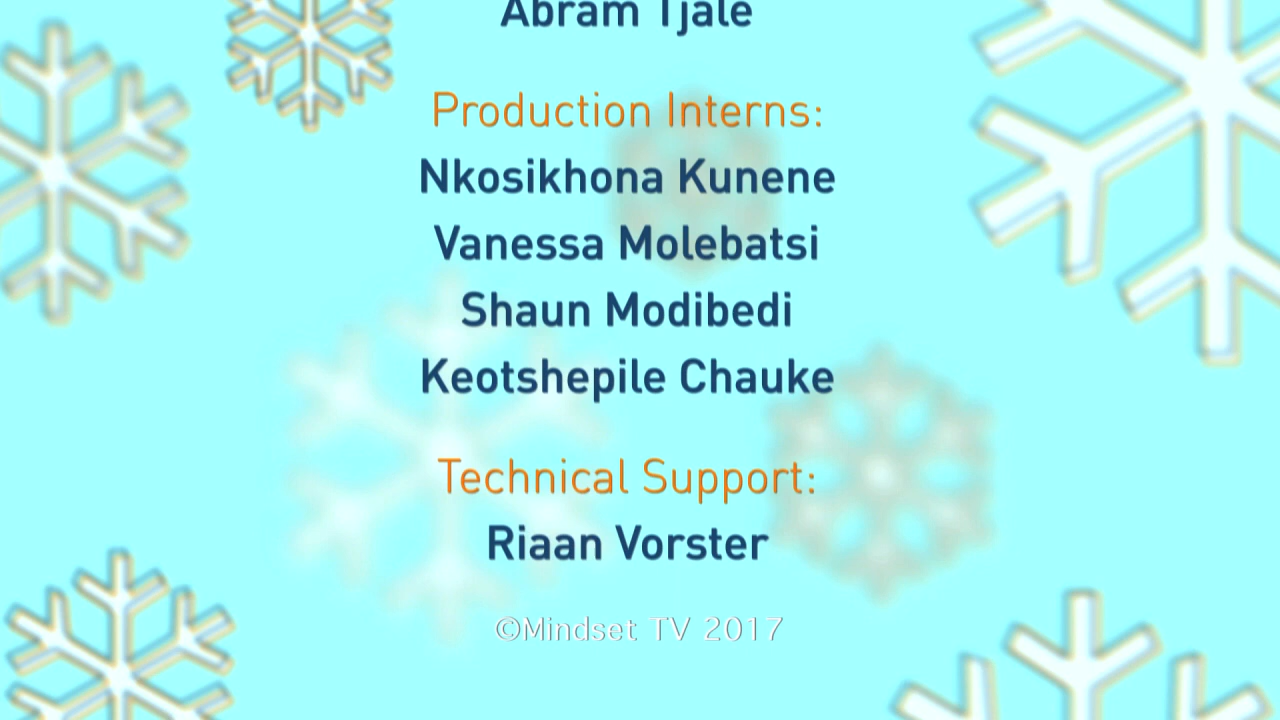 Abram Tjale
Production Interns:
Nkosikhona Kunene
Vanessa Molebatsi
Shaun Modibedi
Keotshepile Chauke
Technical Support:
Riaan Vorster
©Mindset TV 2017